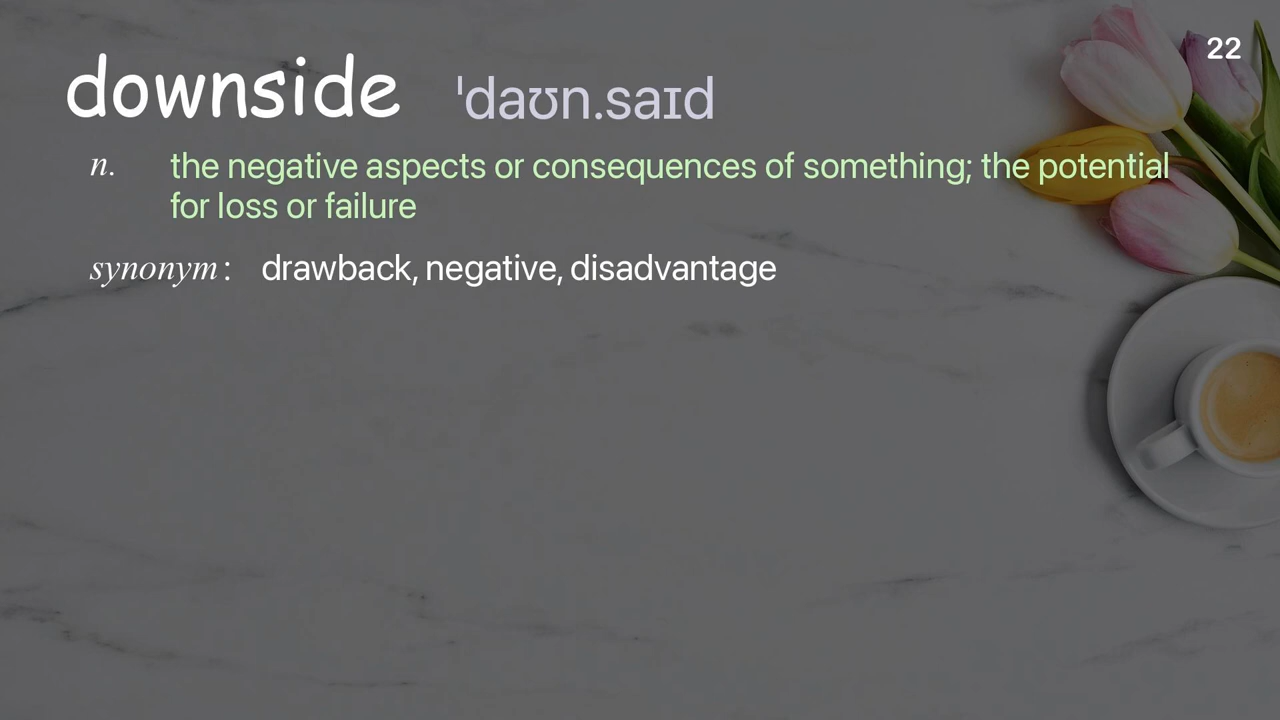 22
downside ˈdaʊn.saɪd
n. the negative aspects or consequences of something; the potential
for loss or failure
synonym: drawback, negative, disadvantage